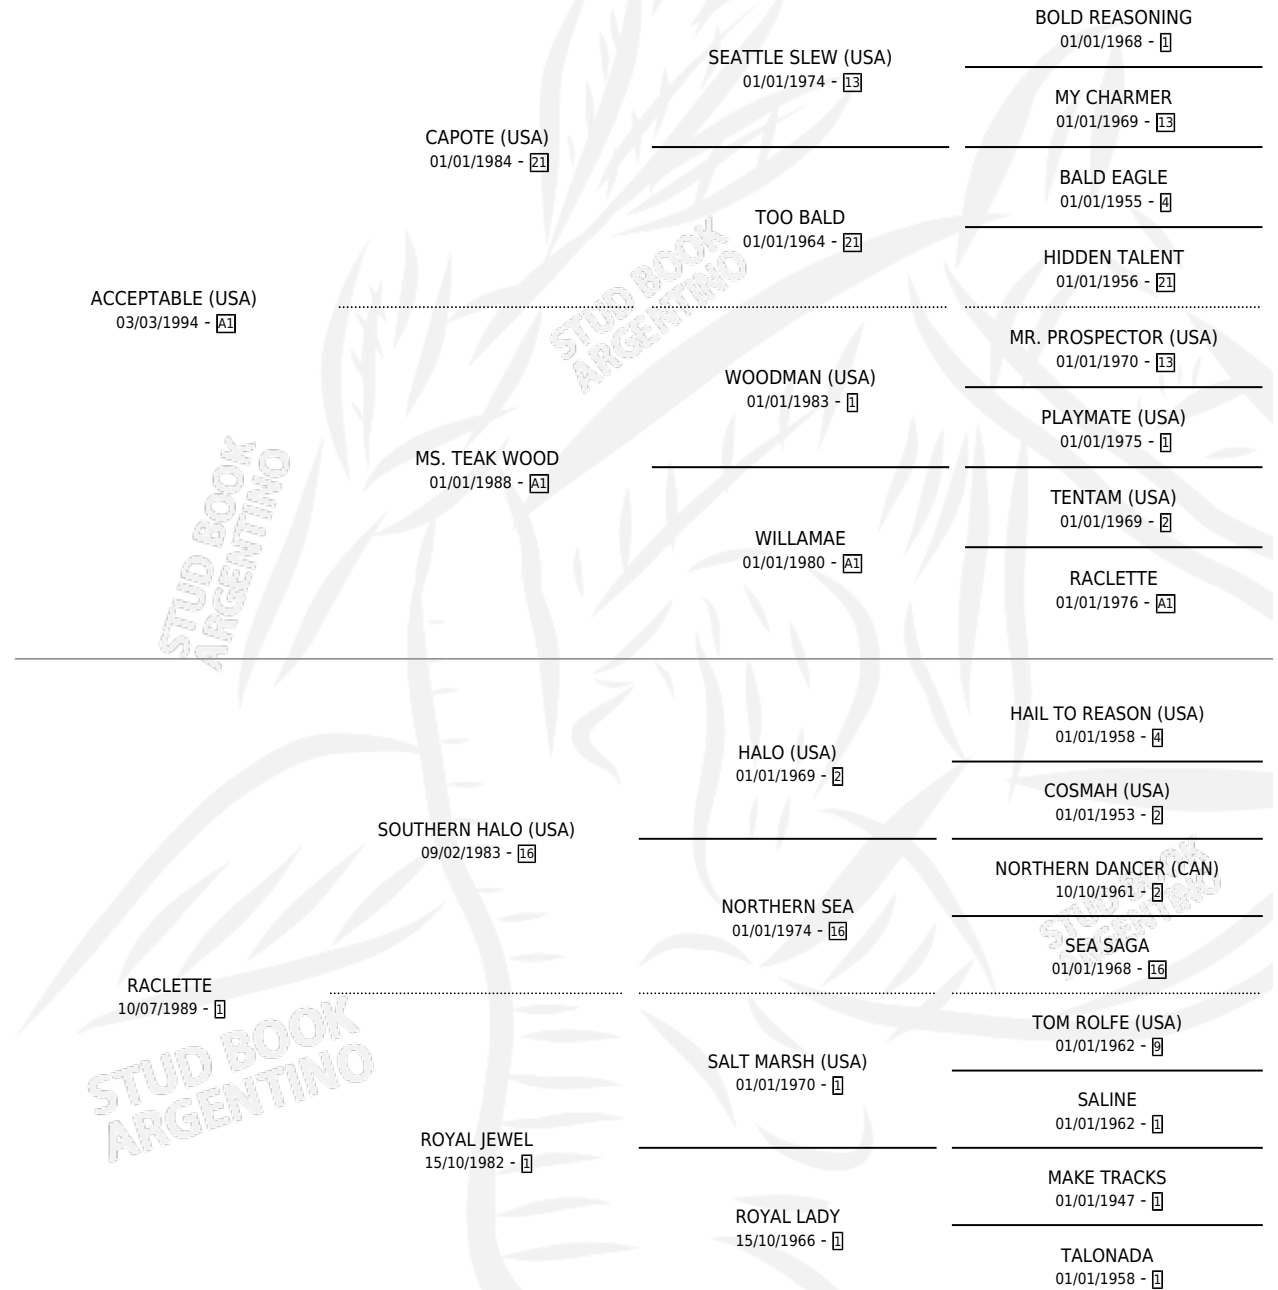 BOLD REASONING
01/01/1968 - 1
SEATTLE SLEW (USA)
01/01/1974 - 13
MY CHARMER
01/01/1969 - 13
CAPOTE (USA)
01/01/1984 - 21
BALD EAGLE
01/01/1955 - 4
TOO BALD
01/01/1964 - 21
HIDDEN TALENT
01/01/1956 - 21
ACCEPTABLE (USA)
03/03/1994 - A1
MR. PROSPECTOR (USA)
01/01/1970 - 13
WOODMAN (USA)
01/01/1983 - 1
PLAYMATE (USA)
01/01/1975 - 1
MS. TEAK WOOD
01/01/1988 - A1
TENTAM (USA)
01/01/1969 - 2
WILLAMAE
01/01/1980 - A1
RACLETTE
01/01/1976 - A1
HAIL TO REASON (USA)
01/01/1958 - 4
HALO (USA)
01/01/1969 - 2
COSMAH (USA)
01/01/1953 - 2
SOUTHERN HALO (USA)
09/02/1983 - 16
NORTHERN DANCER (CAN)
10/10/1961 - 2
NORTHERN SEA
01/01/1974 - 16
SEA SAGA
01/01/1968 - 16
RACLETTE
10/07/1989 - 1
TOM ROLFE (USA)
01/01/1962 - 9
SALT MARSH (USA)
01/01/1970 - 1
SALINE
01/01/1962 - 1
ROYAL JEWEL
15/10/1982 - 1
MAKE TRACKS
01/01/1947 - 1
ROYAL LADY
15/10/1966 - 1
TALONADA
01/01/1958 - 1
STUD BOOK
ARGENTINO
STUD BOOK
ARGENTINO
STUD BOOK
ARGENTINO
STUD BOOK
ARGENTINO